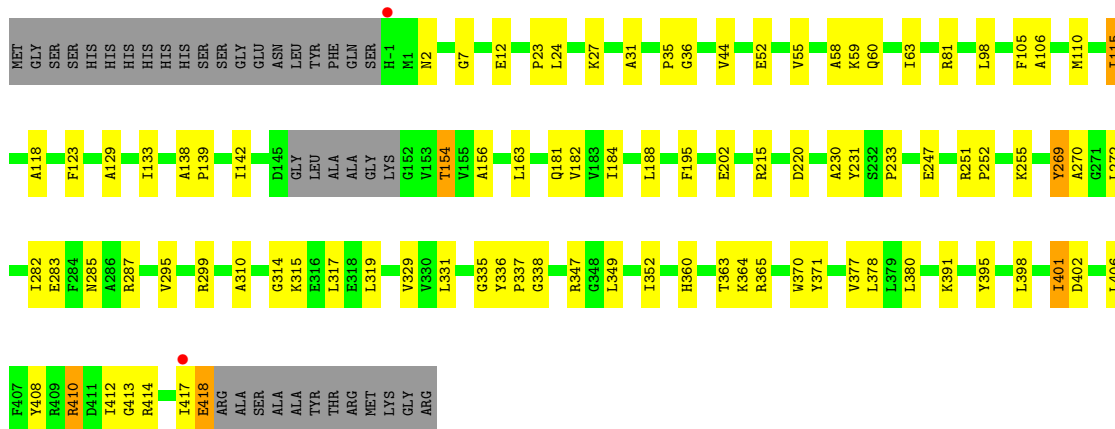 MET GLY SER SER HIS HIS HIS HIS HIS HIS SER SER GLY GLU ASN LEU TYR PHE GLN SER H-1 M1 N2 G7 E12 P23 L24 K27 A31 P35 G36 V44 E52 V55 A58 K59 Q60 I63 R81 L98 F105 A106 M110
A118 F123 A129 I133 A138 P139 I142 D145 GLY LEU ALA ALA GLY LYS G152 V153 T154 V155 A156 L163 Q181 V182 V183 I184 L188 F195 E202 R215 D220 A230 Y231 S232 P233 E247 R251 P252 K255 Y269 A270 G271
I282 E283 F284 N285 A286 R287 V295 R299 A310 G314 K315 E316 L317 E318 L319 V329 V330 L331 G335 Y336 P337 G338 R347 G348 L349 I352 H360 T363 K364 R365 W370 Y371 V377 L378 L379 L380 K391 Y395 L398 I401 D402
F407 Y408 R409 R410 D411 I412 G413 R414 I417 E418 ARG ALA SER ALA ALA TYR THR ARG MET LYS GLY ARG